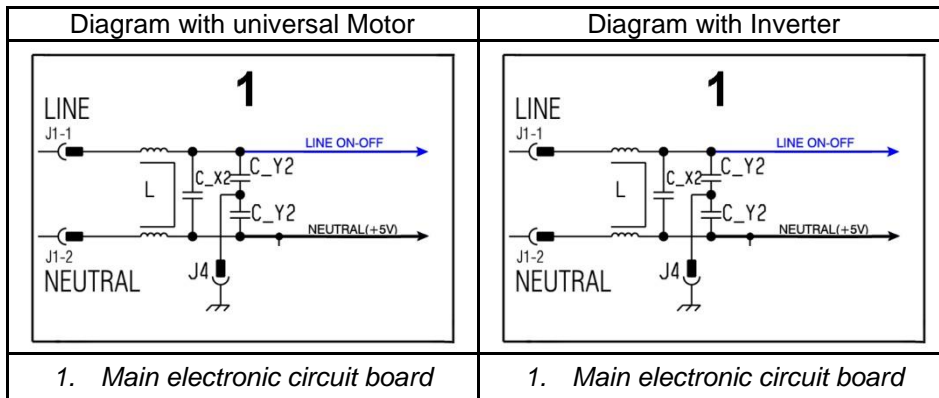 Diagram with universal Motor
Diagram with Inverter
1
LINE
J1-1
LINE ON-OFF
C_Y2
L
C_X2
C_Y2
NEUTRAL(+5V)
J1-2
NEUTRAL
J4
1
LINE
J1-1
LINE ON-OFF
C_Y2
L
C_X2
C_Y2
NEUTRAL(+5V)
J1-2
NEUTRAL
J4
1. Main electronic circuit board
1. Main electronic circuit board